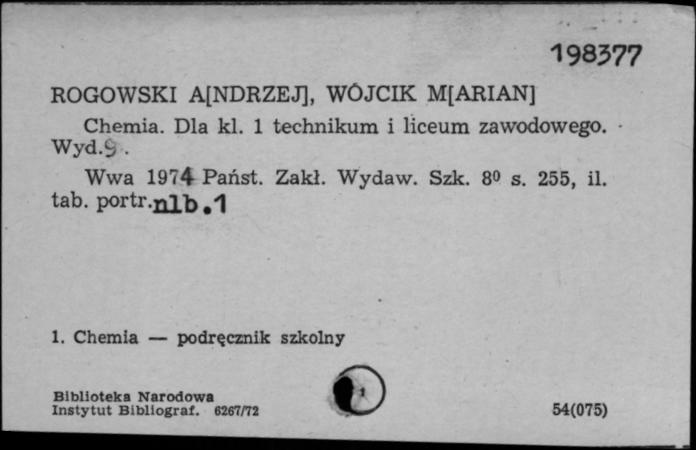 198377
ROGOWSKI A[NDRZEJ], WÓJCIK M[ARIAN]
Chemia. Dla kl. 1 technikum i liceum zawodowego.
Wyd.9.
Wwa 1974 Państ. Zakł. Wydaw. Szk. 8⁰ s. 255, il.
tab. portr.nlb.1
1. Chemia — podręcznik szkolny
Biblioteka Narodowa
Instytut Bibliograf. 6267/72
54(075)